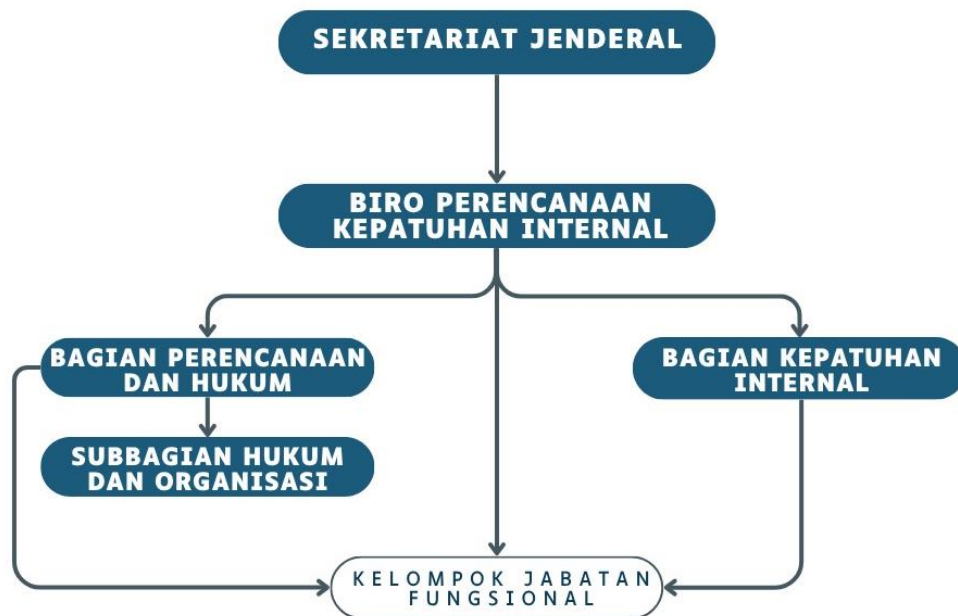 SEKRETARIAT JENDERAL
BIRO PERENCANAAN
KEPATUHAN INTERNAL
BAGIAN PERENCANAAN
DAN HUKUM
BAGIAN KEPATUHAN
INTERNAL
SUBBAGIAN HUKUM
DAN ORGANISASI
KELOMPOK JABATAN
FUNGSIONAL